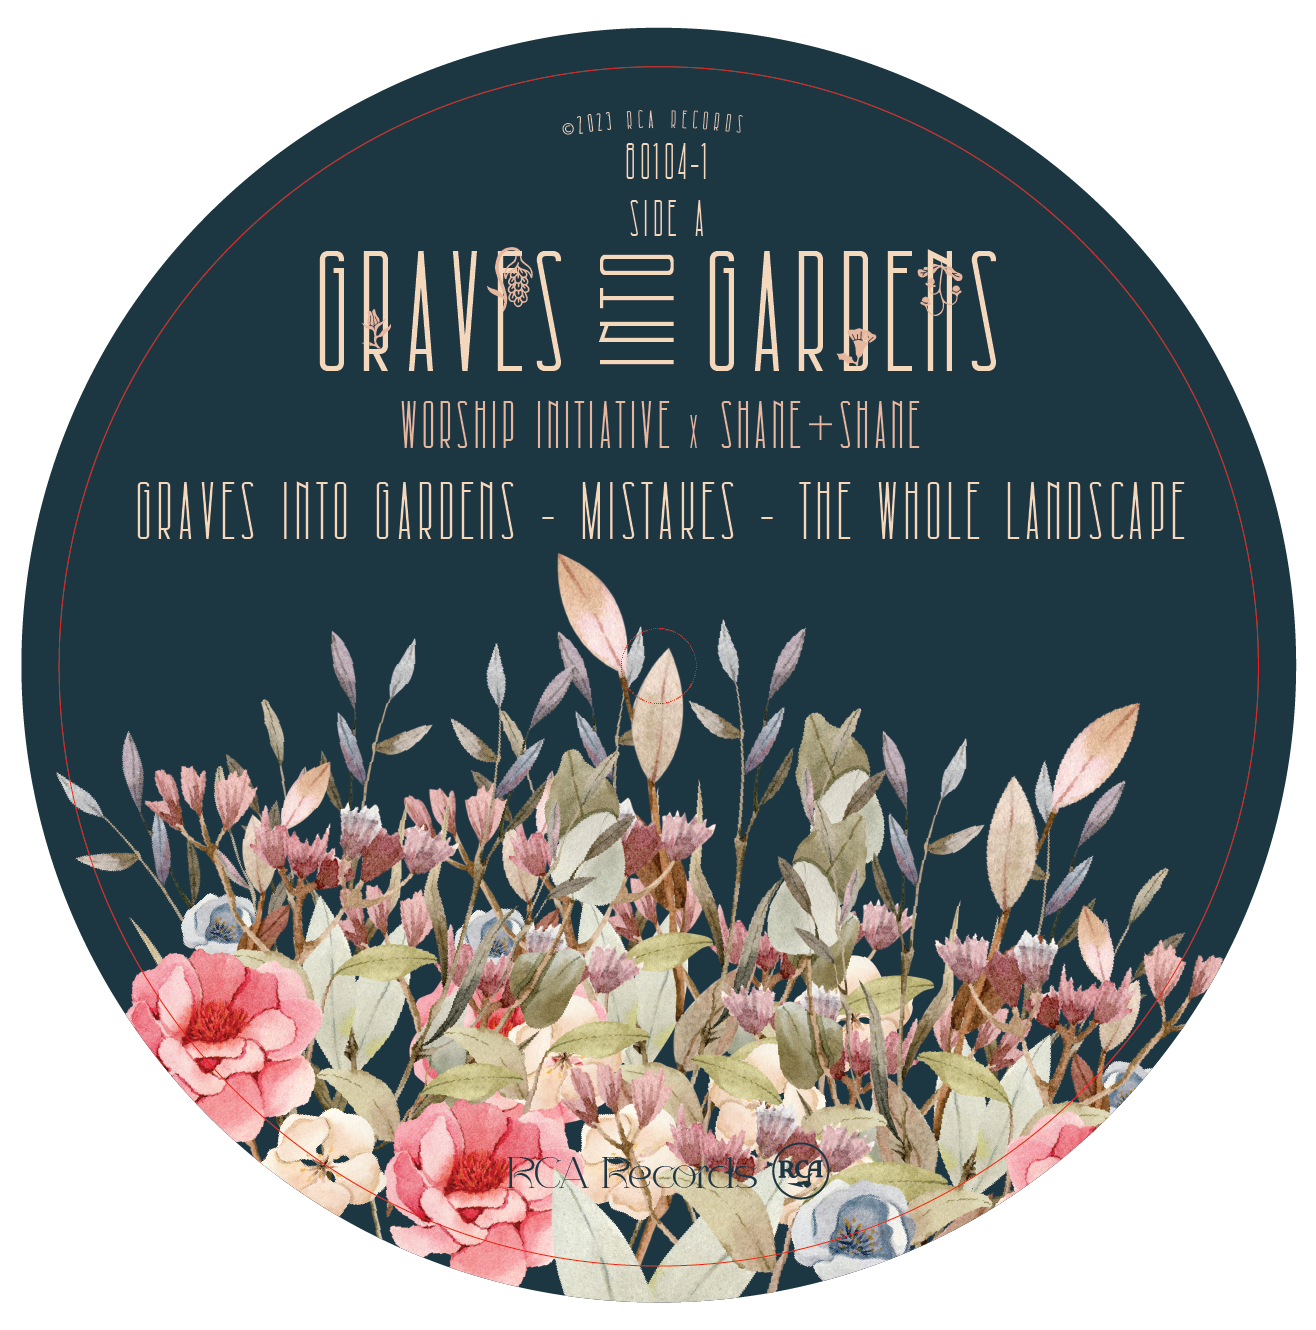 ©2023 RCA RECORDS
80104-1
SIDE A
GRAVES INTO GARDENS
WORSHIP INITIATIVE x SHANE+SHANE
GRAVES INTO GARDENS - MISTAKES - THE WHOLE LANDSCAPE
RCA Records RCA